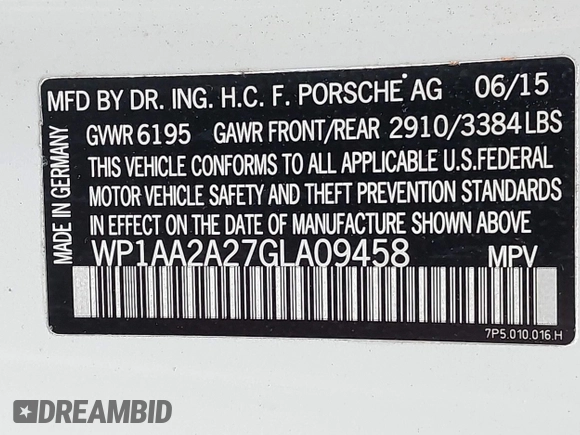 MFD BY DR. ING. H.C. F. PORSCHE AG 06/15
GVWR 6195 GAWR FRONT/REAR 2910/3384 LBS
THIS VEHICLE CONFORMS TO ALL APPLICABLE U.S.FEDERAL
MOTOR VEHICLE SAFETY AND THEFT PREVENTION STANDARDS
IN EFFECT ON THE DATE OF MANUFACTURE SHOWN ABOVE.
WP1AA2A27GLA09458 MPV
MADE IN GERMANY
7P5.010.016.H
DREAMBID